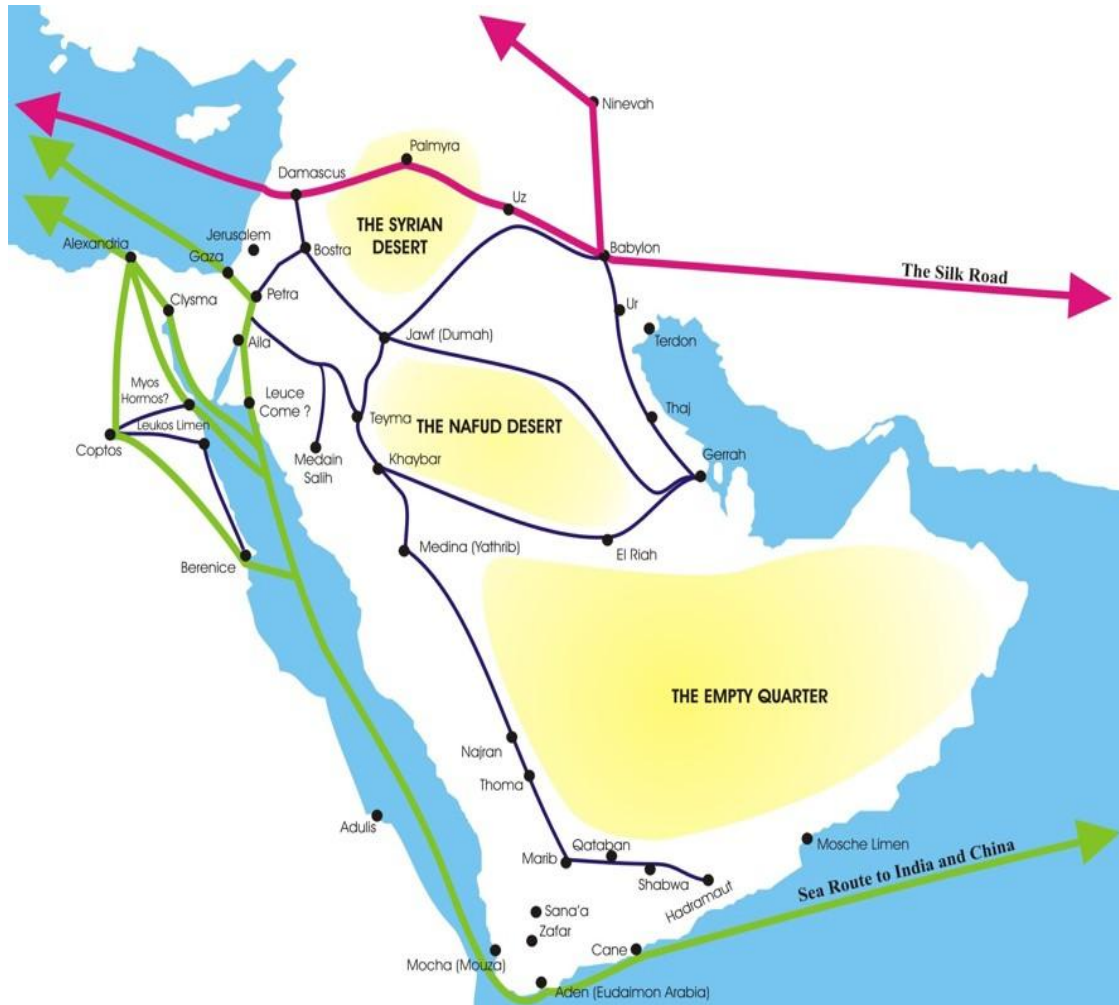 Ninevah
Palmyra
Damascus
Uz
THE SYRIAN
DESERT
Jerusalem
Bostra
Alexandria
Gaza
Babylon
The Silk Road
Clysma
Petra
Ur
Aila
Jawf (Dumah)
Terdon
Myos
Hormos?
Leuce
Come ?
Leukos Limen
Teyma
THE NAFUD DESERT
Thaj
Coptos
Medain
Salih
Khaybar
Gerrah
Medina (Yathrib)
El Riah
Berenice
THE EMPTY QUARTER
Najran
Thoma
Adulis
Qataban
Mosche Limen
Marib
Shabwa
Hadramaut
Sea Route to India and China
Sana'a
Zafar
Cane
Mocha (Mouza)
Aden (Eudaimon Arabia)